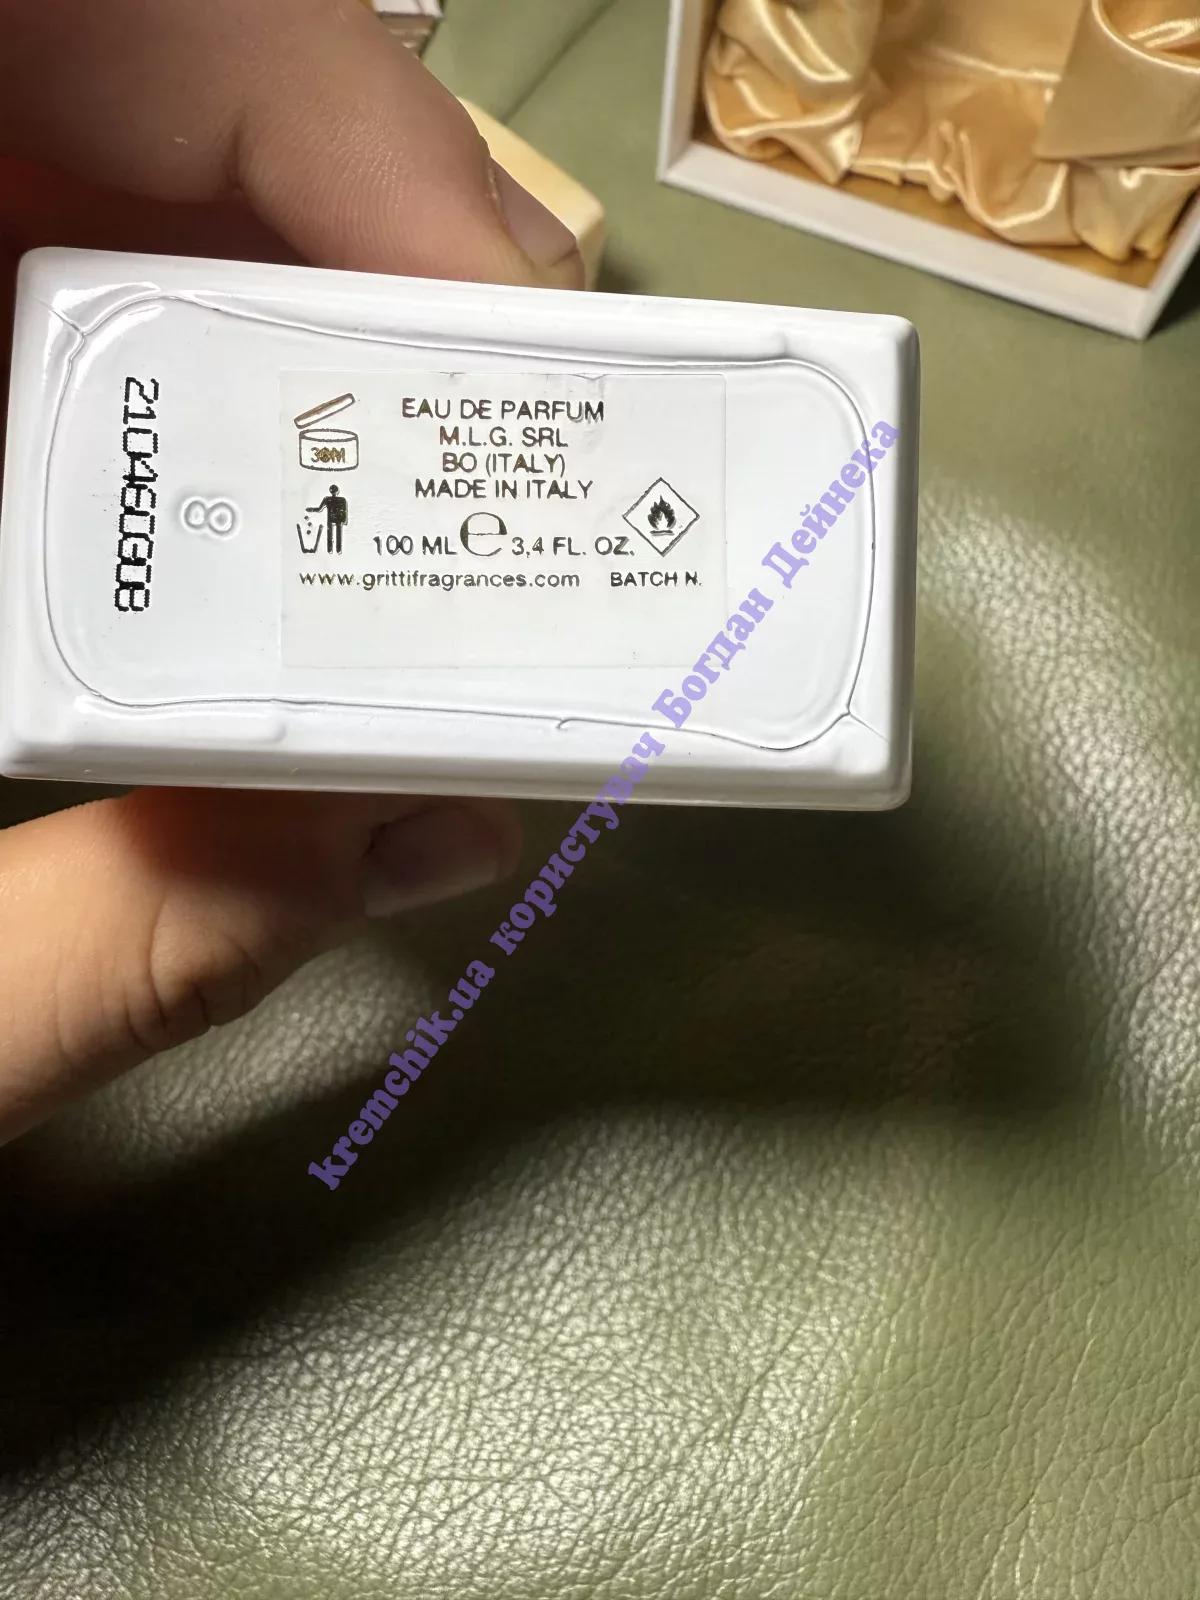 EAU DE PARFUM
M.L.G. SRL
BO (ITALY)
MADE IN ITALY
36M
100 ML e 3,4 FL. OZ.
www.grittifragrances.com BATCH N.
8
kremchik.ua користувач Богдан Дейнека